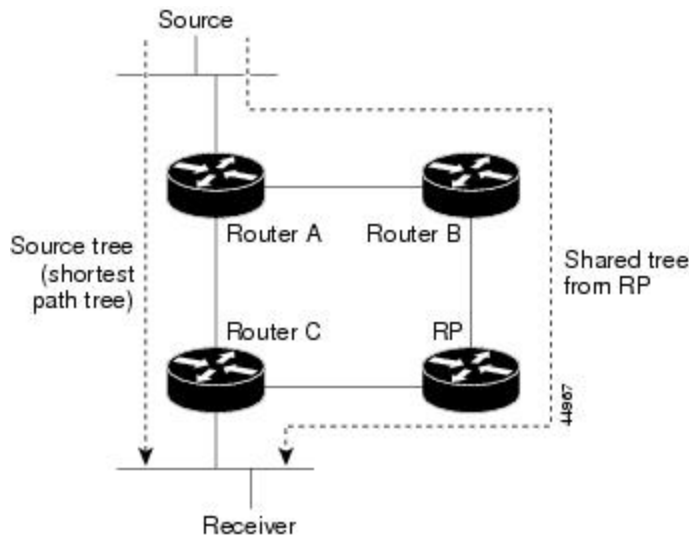 Source
Router A
Router B
Source tree
(shortest
path tree)
Shared tree
from RP
Router C
RP
44967
Receiver